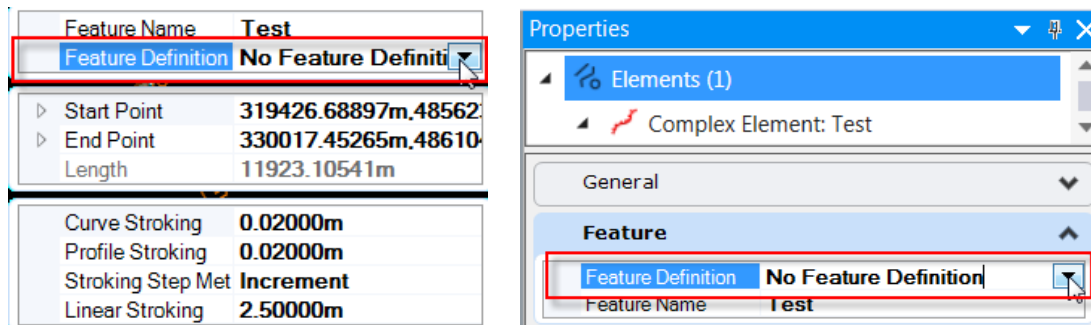 Feature Name Test
Feature Definition No Feature Definiti
Start Point 319426.68897m,48562
End Point 330017.45265m,48610
Length 11923.10541m
Curve Stroking 0.02000m
Profile Stroking 0.02000m
Stroking Step Met Increment
Linear Stroking 2.50000m
Properties
Elements (1)
Complex Element: Test
General
Feature
Feature Definition No Feature Definition
Feature Name Test